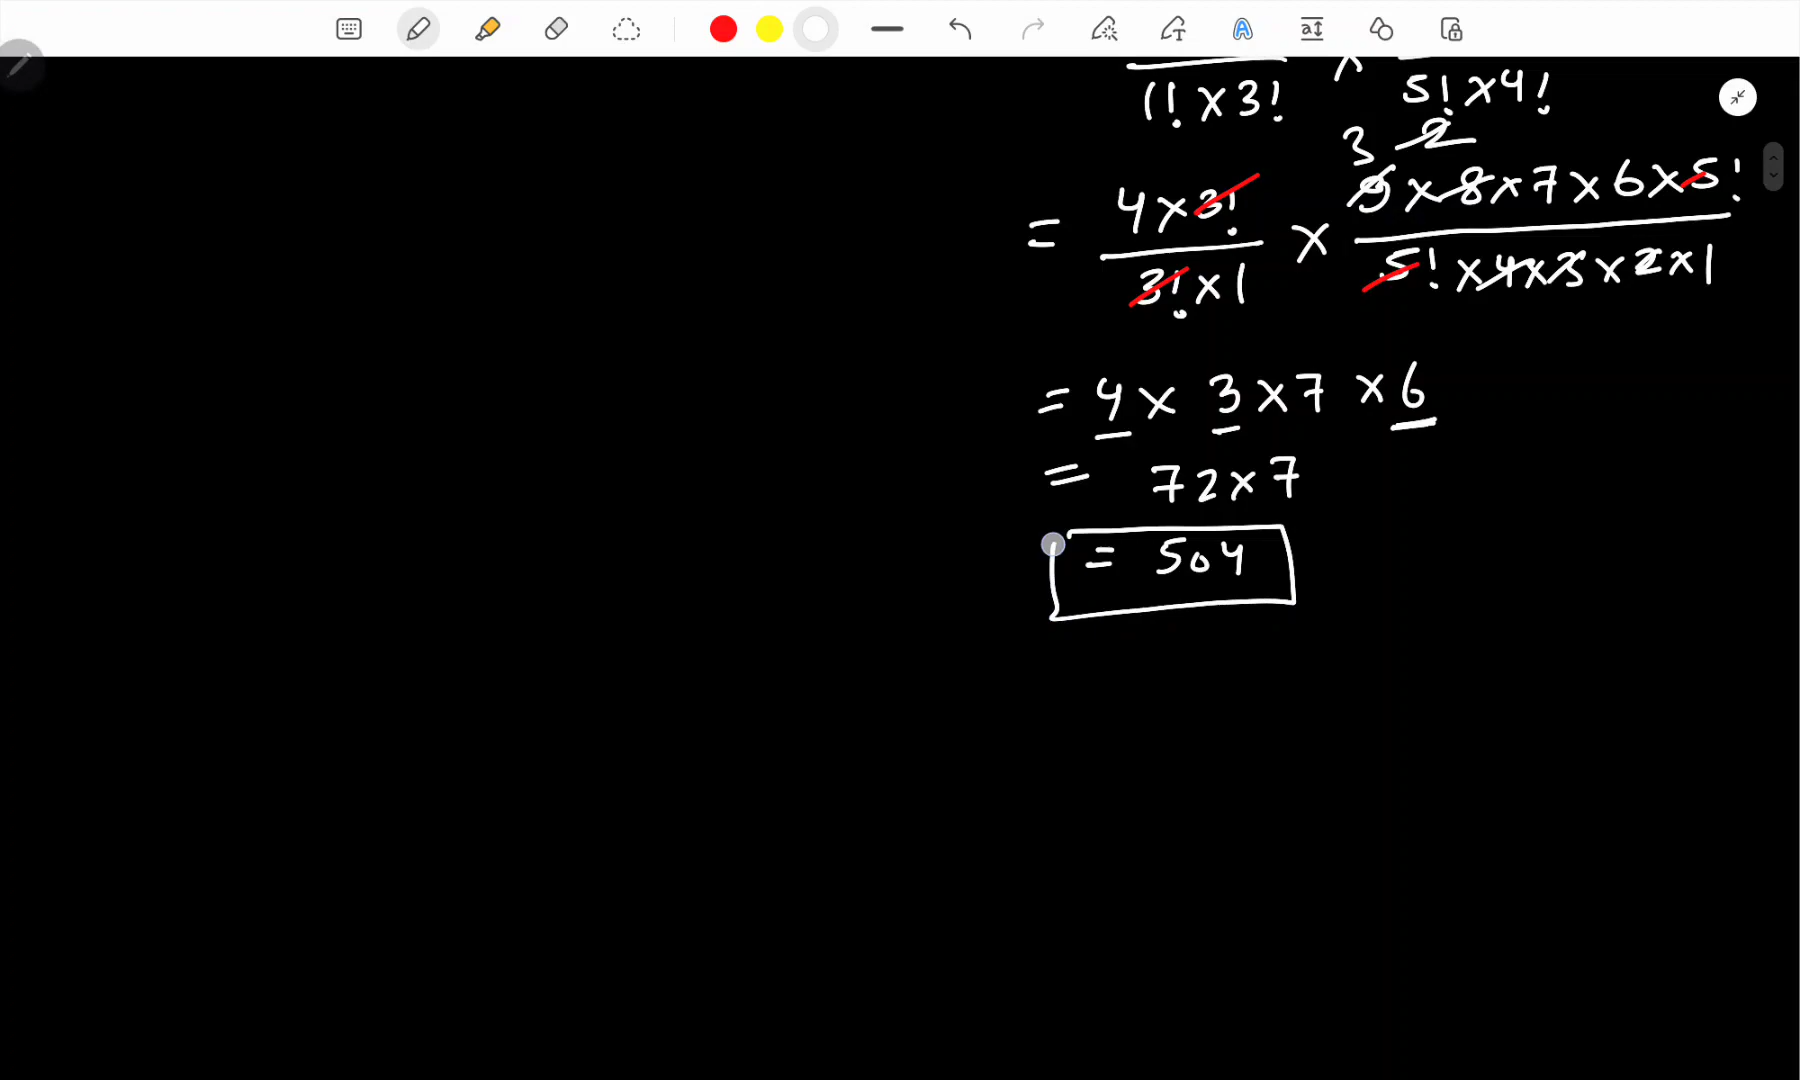 1! x 3! x 5! x 4!
3 2
= 4 x 3! / 3! x 1 x 9 x 8 x 7 x 6 x 5! / 5! x 4 x 3 x 2 x 1
= 4 x 3 x 7 x 6
= 72 x 7
= 504